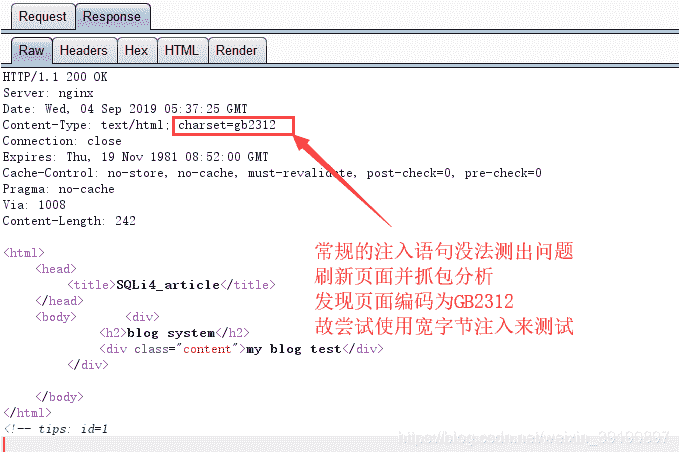 Request Response
Raw Headers Hex HTML Render
HTTP/1.1 200 OK
Server: nginx
Date: Wed, 04 Sep 2019 05:37:25 GMT
Content-Type: text/html; charset=gb2312
Connection: close
Expires: Thu, 19 Nov 1981 08:52:00 GMT
Cache-Control: no-store, no-cache, must-revalidate, post-check=0, pre-check=0
Pragma: no-cache
Via: 1008
Content-Length: 242
<html>
<head>
<title>SQLi4_article</title>
</head>
<body> <div>
<h2>blog system</h2>
<div class="content">my blog test</div>
</div>
</body>
</html>
<!-- tips: id=1
常规的注入语句没法测出问题
刷新页面并抓包分析
发现页面编码为GB2312
故尝试使用宽字节注入来测试